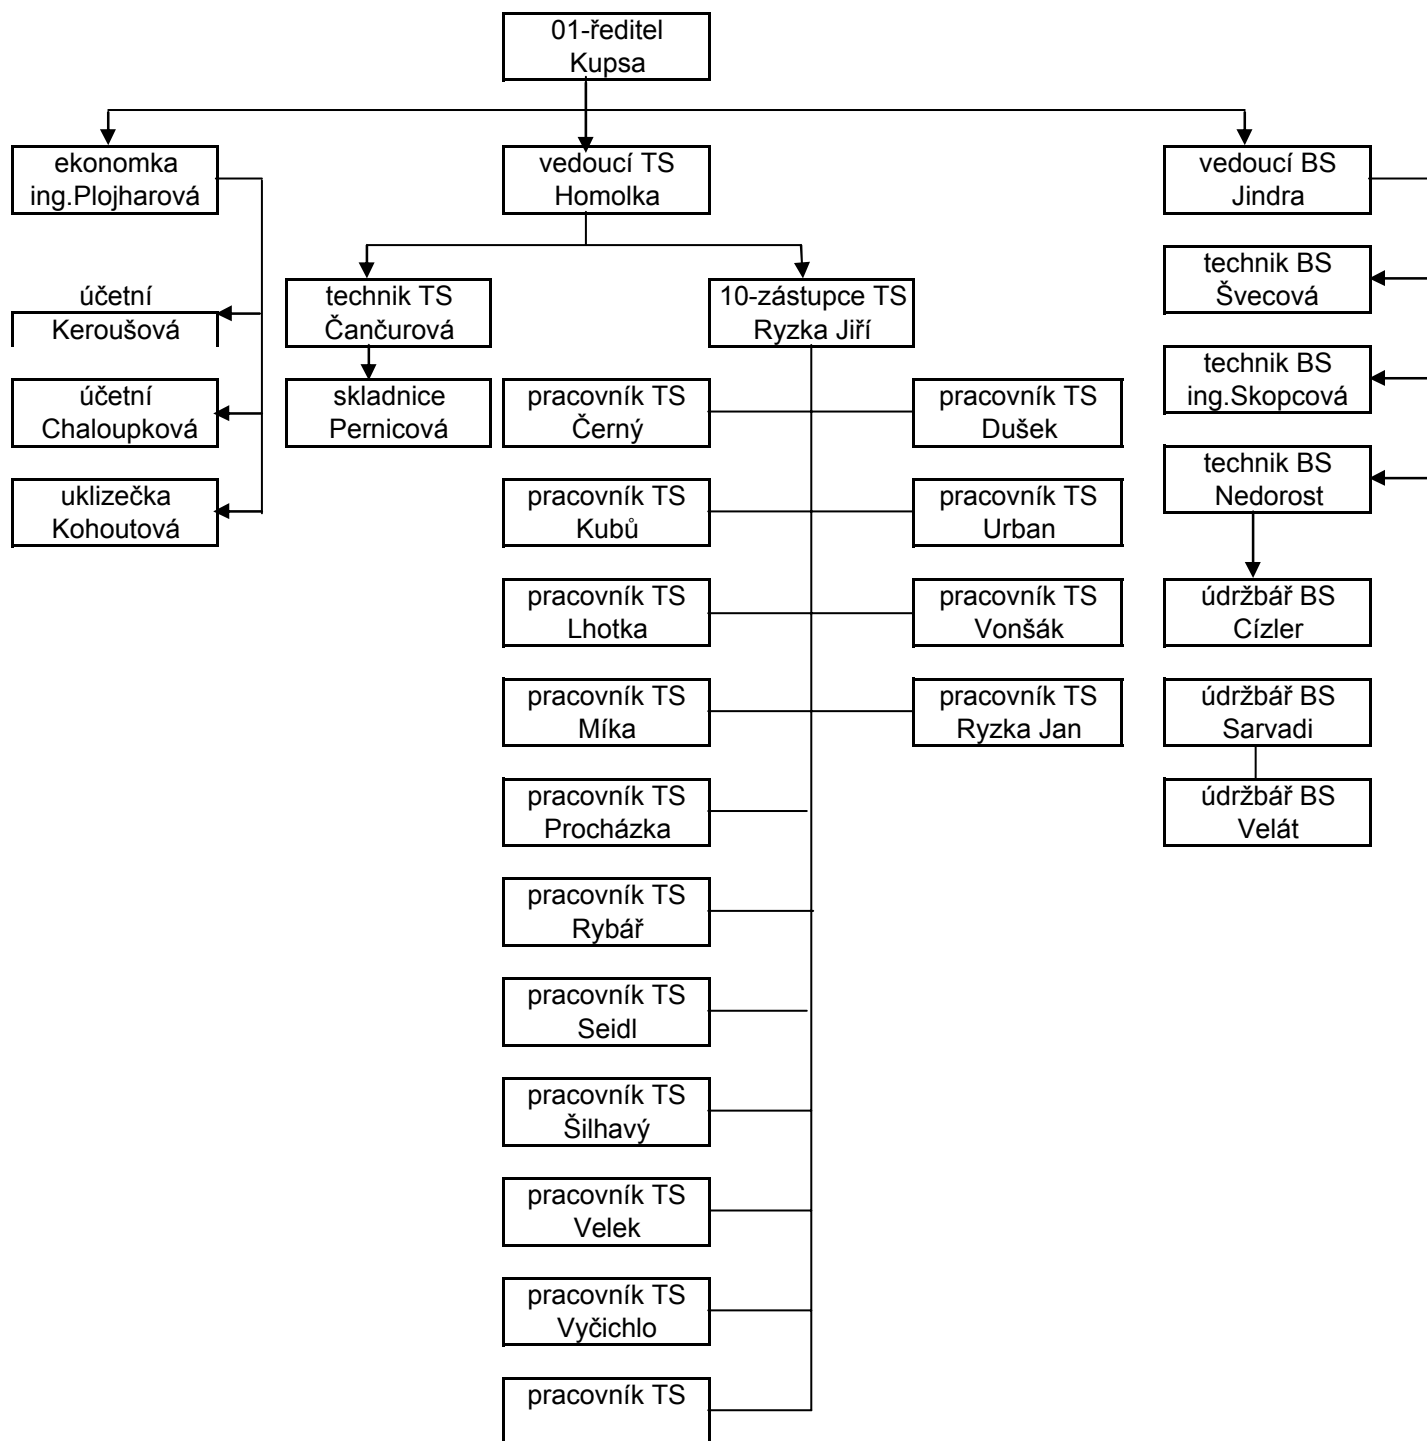 01-ředitel
Kupsa
ekonomka
ing.Plojharová
vedoucí TS
Homolka
vedoucí BS
Jindra
technik BS
Švecová
účetní
Keroušová
technik TS
Čančurová
10-zástupce TS
Ryzka Jiří
technik BS
ing.Skopcová
účetní
Chaloupková
skladnice
Pernicová
pracovník TS
Černý
pracovník TS
Dušek
technik BS
Nedorost
uklizečka
Kohoutová
pracovník TS
Kubů
pracovník TS
Urban
pracovník TS
Lhotka
pracovník TS
Vonšák
údržbář BS
Cízler
pracovník TS
Míka
pracovník TS
Ryzka Jan
údržbář BS
Sarvadi
pracovník TS
Procházka
údržbář BS
Velát
pracovník TS
Rybář
pracovník TS
Seidl
pracovník TS
Šilhavý
pracovník TS
Velek
pracovník TS
Vyčichlo
pracovník TS